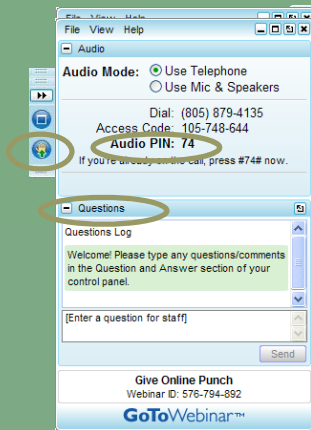 File View Help
File View Help
Audio
Audio Mode: Use Telephone
Use Mic & Speakers
Dial: (805) 879-4135
Access Code: 105-748-644
Audio PIN: 74
If you're already on the call, press #74# now.
Questions
Questions Log
Welcome! Please type any questions/comments
in the Question and Answer section of your
control panel.
[Enter a question for staff]
Send
Give Online Punch
Webinar ID: 576-794-892
GoToWebinar™